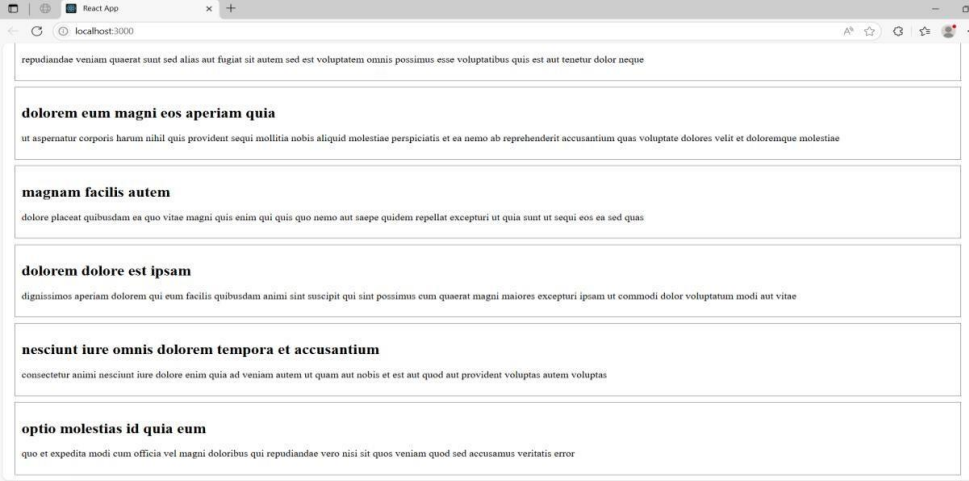 React App
localhost:3000
repudiandae veniam quaerat sunt sed alias aut fugiat sit autem sed est voluptatem omnis possimus esse voluptatibus quis est aut tenetur dolor neque
dolorem eum magni eos aperiam quia
ut aspernatur corporis harum nihil quis provident sequi mollitia nobis aliquid molestiae perspiciatis et ea nemo ab reprehenderit accusantium quas voluptate dolores velit et doloremque molestiae
magnam facilis autem
dolore placeat quibusdam ea quo vitae magni quis enim qui quis quo nemo aut saepe quidem repellat excepturi ut quia sunt ut sequi eos ea sed quas
dolorem dolore est ipsam
dignissimos aperiam dolorem qui eum facilis quibusdam animi sint suscipit qui sint possimus cum quaerat magni maiores excepturi ipsam ut commodi dolor voluptatum modi aut vitae
nesciunt iure omnis dolorem tempora et accusantium
consectetur animi nesciunt iure dolore enim quia ad veniam autem ut quam aut nobis et est aut quod aut provident voluptas autem voluptas
optio molestias id quia eum
quo et expedita modi cum officia vel magni doloribus qui repudiandae vero nisi sit quos veniam quod sed accusamus veritatis error